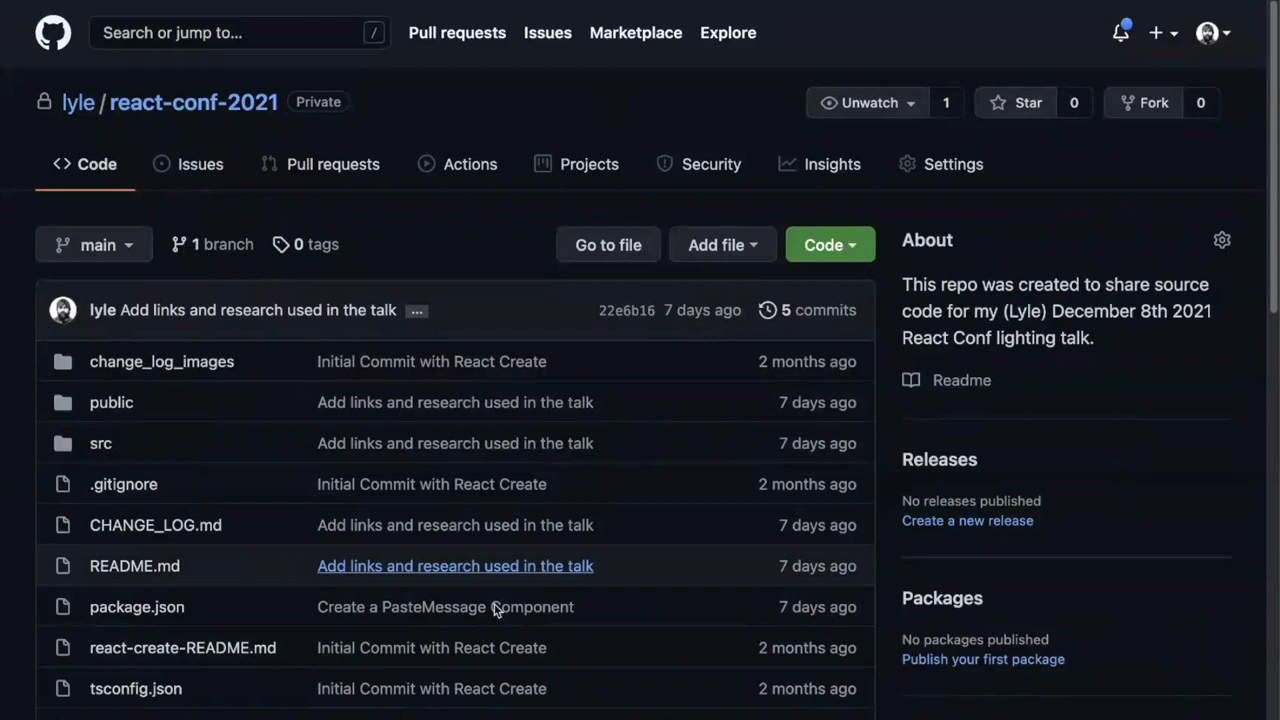 Search or jump to... /
Pull requests Issues Marketplace Explore
lyle / react-conf-2021 Private
Unwatch 1 Star 0 Fork 0
Code Issues Pull requests Actions Projects Security Insights Settings
main 1 branch 0 tags Go to file Add file Code
lyle Add links and research used in the talk ... 22e6b16 7 days ago 5 commits
change_log_images Initial Commit with React Create 2 months ago
public Add links and research used in the talk 7 days ago
src Add links and research used in the talk 7 days ago
.gitignore Initial Commit with React Create 2 months ago
CHANGE_LOG.md Add links and research used in the talk 7 days ago
README.md Add links and research used in the talk 7 days ago
package.json Create a PasteMessage Component 7 days ago
react-create-README.md Initial Commit with React Create 2 months ago
tsconfig.json Initial Commit with React Create 2 months ago
About
This repo was created to share source
code for my (Lyle) December 8th 2021
React Conf lighting talk.
Readme
Releases
No releases published
Create a new release
Packages
No packages published
Publish your first package